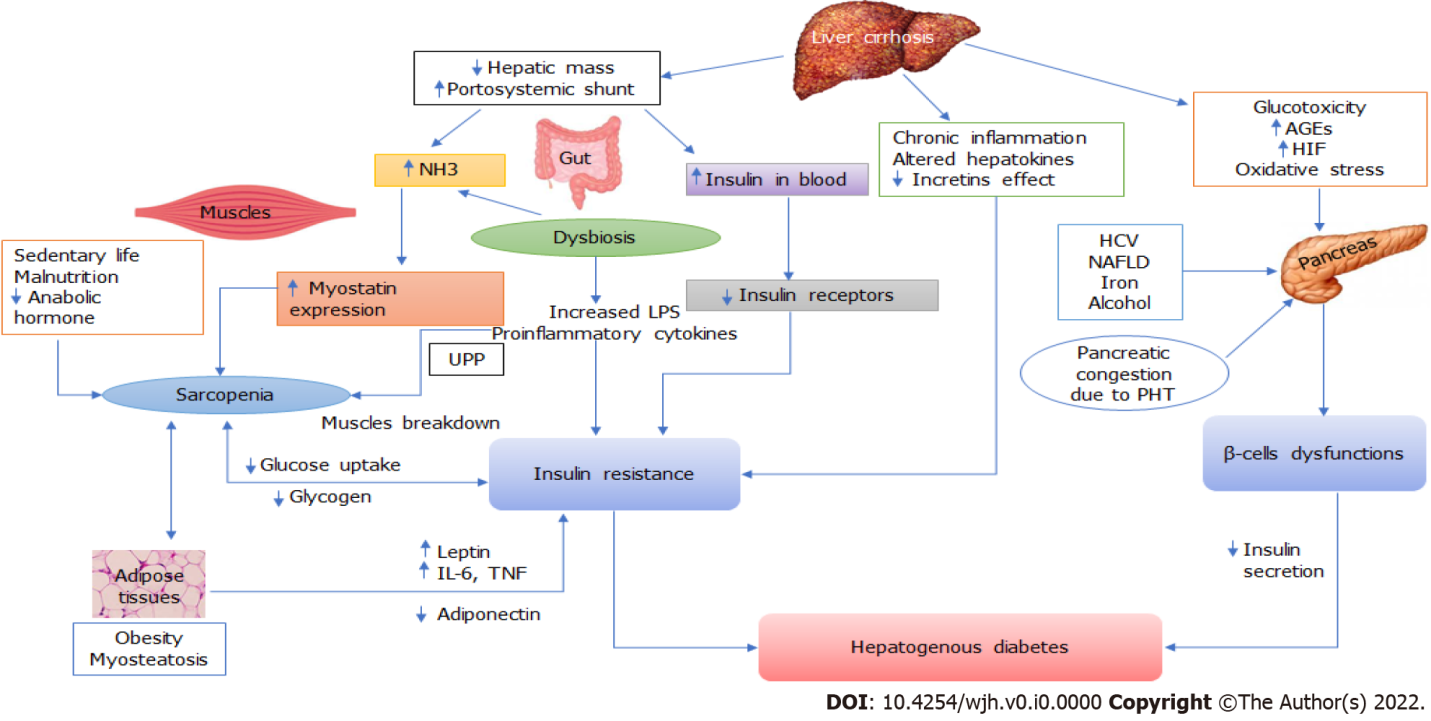 Liver cirrhosis
↓ Hepatic mass
↑ Portosystemic shunt
Glucotoxicity
↑ AGEs
↑ HIF
Oxidative stress
Chronic inflammation
Altered hepatokines
↓ Incretins effect
Gut
↑ NH3
↑ Insulin in blood
Muscles
Dysbiosis
HCV
NAFLD
Iron
Alcohol
Pancreas
Sedentary life
Malnutrition
↓ Anabolic
hormone
↑ Myostatin
expression
↓ Insulin receptors
Increased LPS
Proinflammatory cytokines
UPP
Pancreatic
congestion
due to PHT
Sarcopenia
Muscles breakdown
↓ Glucose uptake
↓ Glycogen
Insulin resistance
β-cells dysfunctions
↑ Leptin
↑ IL-6, TNF
↓ Adiponectin
↓ Insulin
secretion
Adipose
tissues
Obesity
Myosteatosis
Hepatogenous diabetes
DOI: 10.4254/wjh.v0.i0.0000 Copyright ©The Author(s) 2022.